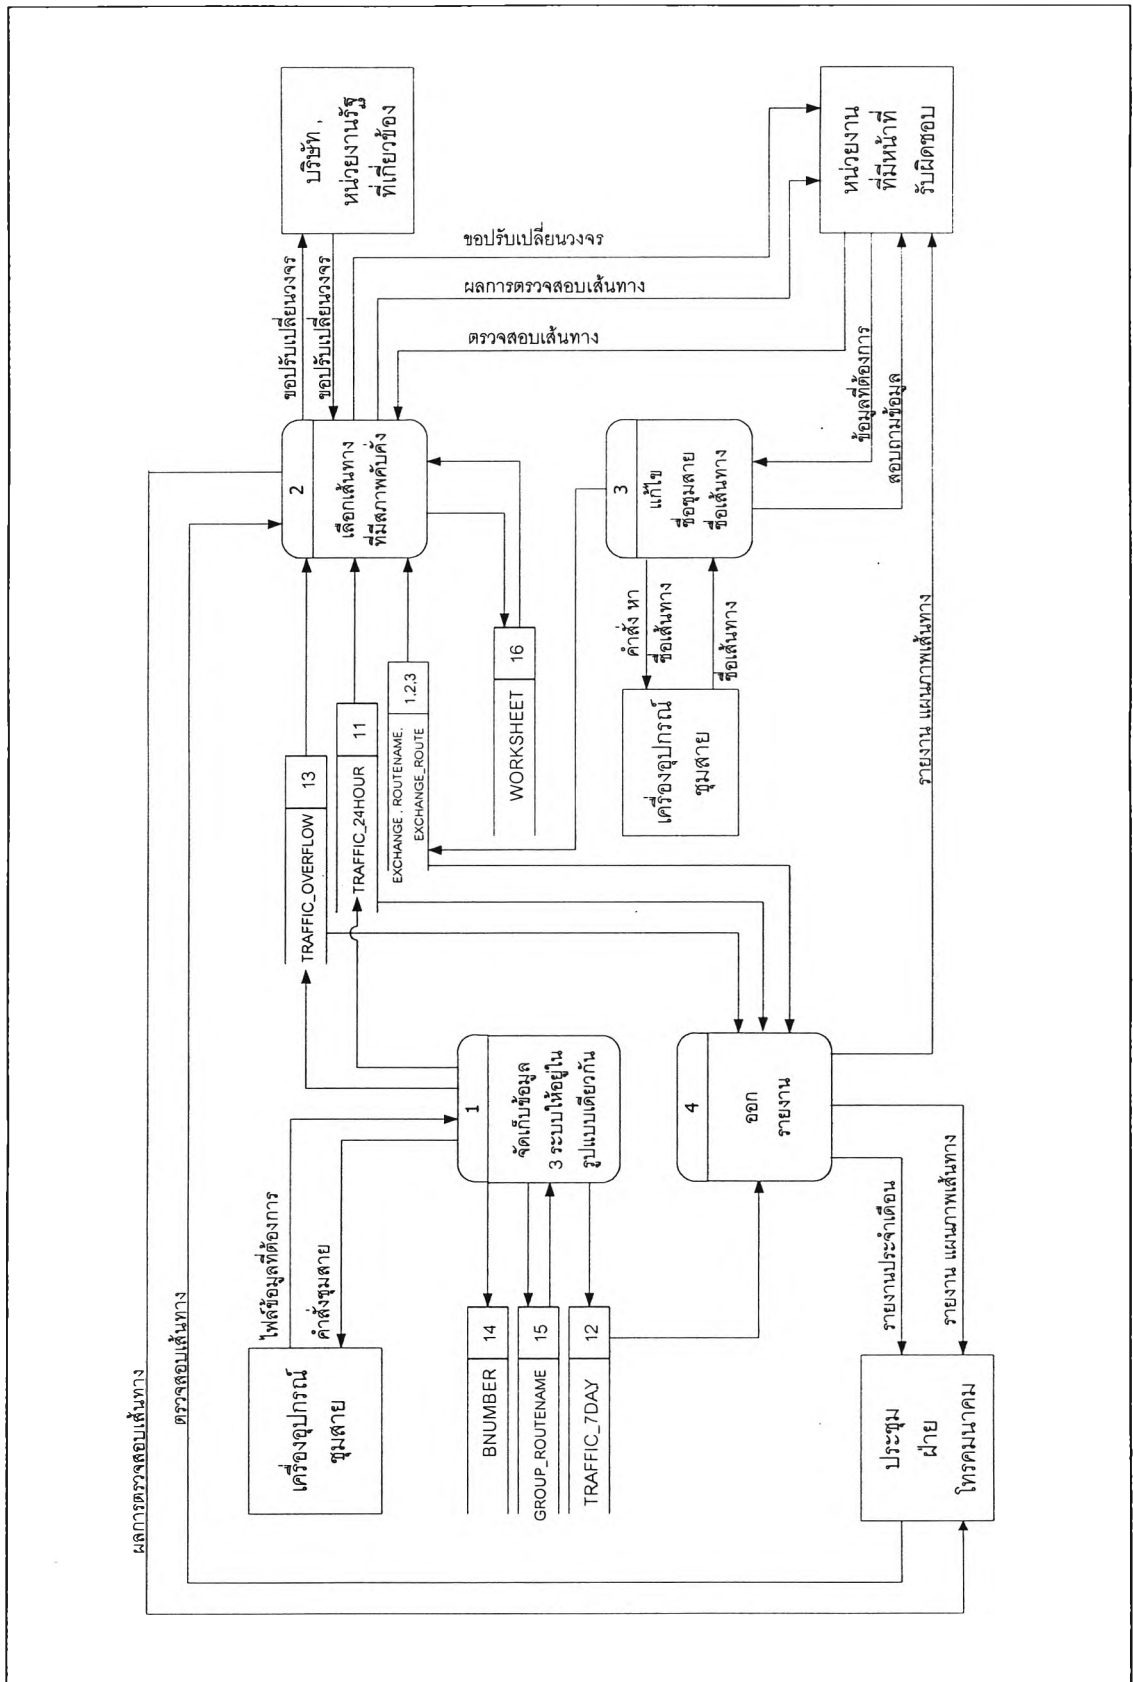 ผลการตรวจสอบเส้นทาง
ตรวจสอบเส้นทาง
เครื่องอุปกรณ์
ชุมสาย
ไฟล์ข้อมูลที่ต้องการ
คำสั่งชุมสาย
1
จัดเก็บข้อมูล
3 ระบบให้อยู่ใน
รูปแบบเดียวกัน
BNUMBER
14
GROUP_ROUTENAME
15
TRAFFIC_7DAY
12
TRAFFIC_OVERFLOW
13
TRAFFIC_24HOUR
11
EXCHANGE , ROUTENAME,
EXCHANGE_ROUTE
1,2,3
WORKSHEET
16
2
เลือกเส้นทาง
ที่มีสภาพคับคั่ง
ขอปรับเปลี่ยนวงจร
ขอปรับเปลี่ยนวงจร
บริษัท ,
หน่วยงานรัฐ
ที่เกี่ยวข้อง
ขอปรับเปลี่ยนวงจร
ผลการตรวจสอบเส้นทาง
ตรวจสอบเส้นทาง
เครื่องอุปกรณ์
ชุมสาย
คำสั่ง หา
ชื่อเส้นทาง
ชื่อเส้นทาง
3
แก้ไข
ชื่อชุมสาย
ชื่อเส้นทาง
ข้อมูลที่ต้องการ
สอบถามข้อมูล
หน่วยงาน
ที่มีหน้าที่
รับผิดชอบ
4
ออก
รายงาน
รายงาน แผนภาพเส้นทาง
รายงานประจำเดือน
รายงาน แผนภาพเส้นทาง
ประชุม
ฝ่าย
โทรคมนาคม